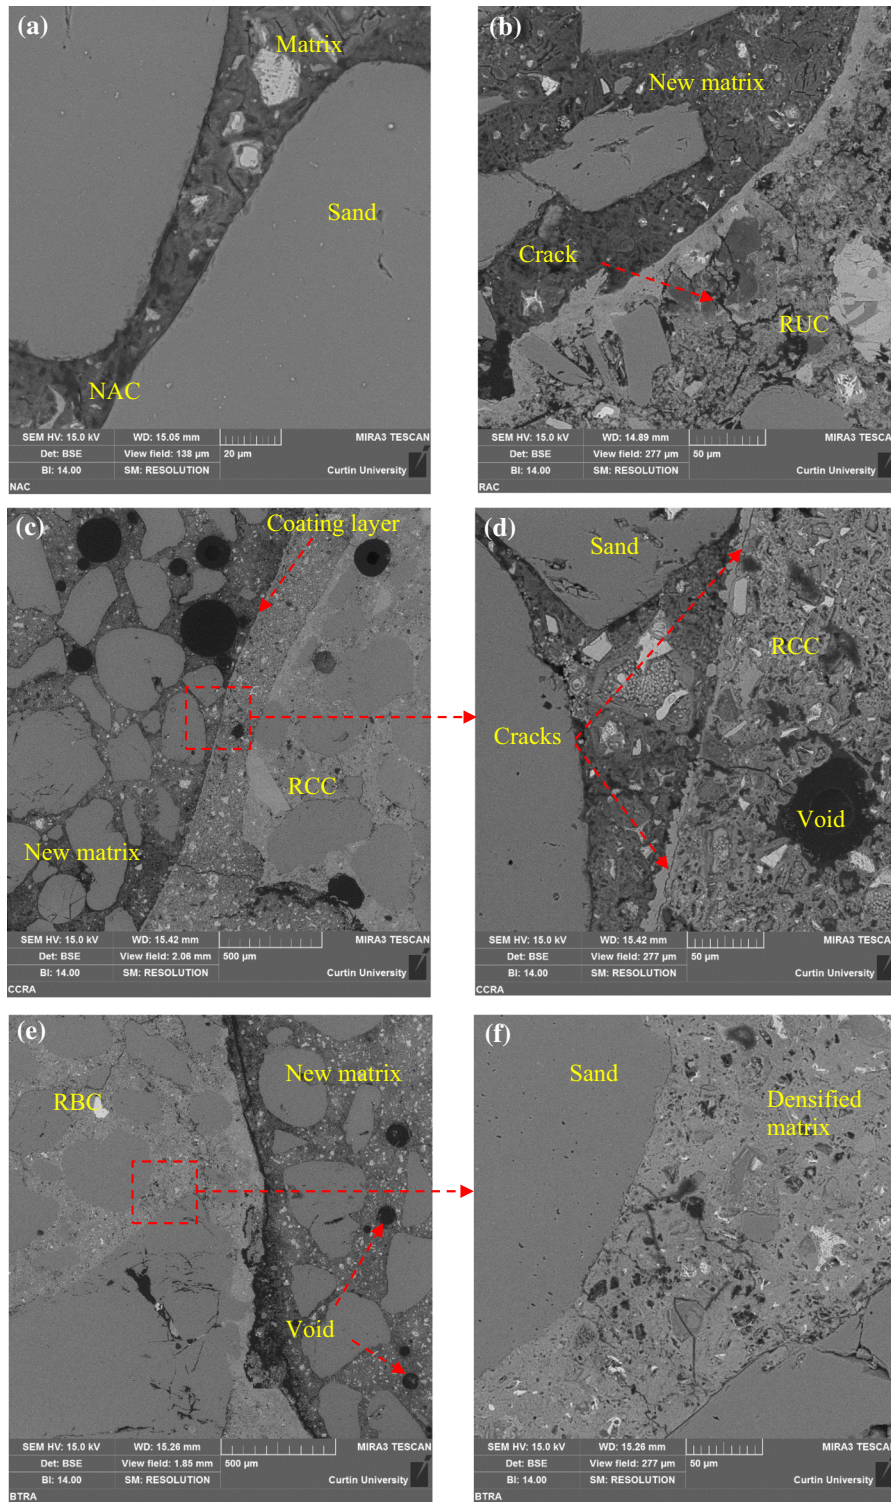 (a)
Matrix
Sand
NAC
SEM HV: 15.0 kV WD: 15.05 mm MIRA3 TESCAN
Det: BSE View field: 138 µm 20 µm
BI: 14.00 SM: RESOLUTION Curtin University
NAC
(b)
New matrix
Crack
RUC
SEM HV: 15.0 kV WD: 14.89 mm MIRA3 TESCAN
Det: BSE View field: 277 µm 50 µm
BI: 14.00 SM: RESOLUTION Curtin University
RAC
(c)
Coating layer
RCC
New matrix
SEM HV: 15.0 kV WD: 15.42 mm MIRA3 TESCAN
Det: BSE View field: 2.06 mm 500 µm
BI: 14.00 SM: RESOLUTION Curtin University
CCRA
(d)
Sand
RCC
Cracks
Void
SEM HV: 15.0 kV WD: 15.42 mm MIRA3 TESCAN
Det: BSE View field: 277 µm 50 µm
BI: 14.00 SM: RESOLUTION Curtin University
CCRA
(e)
New matrix
RBC
Void
SEM HV: 15.0 kV WD: 15.26 mm MIRA3 TESCAN
Det: BSE View field: 1.85 mm 500 µm
BI: 14.00 SM: RESOLUTION Curtin University
BTRA
(f)
Sand
Densified
matrix
SEM HV: 15.0 kV WD: 15.26 mm MIRA3 TESCAN
Det: BSE View field: 277 µm 50 µm
BI: 14.00 SM: RESOLUTION Curtin University
BTRA